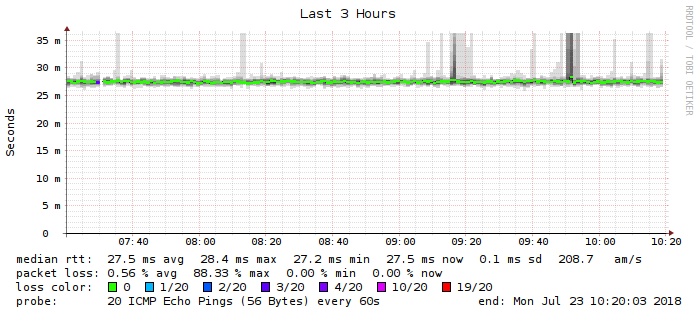 Last 3 Hours
RRDTOOL / TOBI OETIKER
Seconds
35 m
30 m
25 m
20 m
15 m
10 m
5 m
0
07:40 08:00 08:20 08:40 09:00 09:20 09:40 10:00 10:20
median rtt: 27.5 ms avg 28.4 ms max 27.2 ms min 27.5 ms now 0.1 ms sd 208.7 am/s
packet loss: 0.56 % avg 88.33 % max 0.00 % min 0.00 % now
loss color: 0 1/20 2/20 3/20 4/20 10/20 19/20
probe: 20 ICMP Echo Pings (56 Bytes) every 60s end: Mon Jul 23 10:20:03 2018